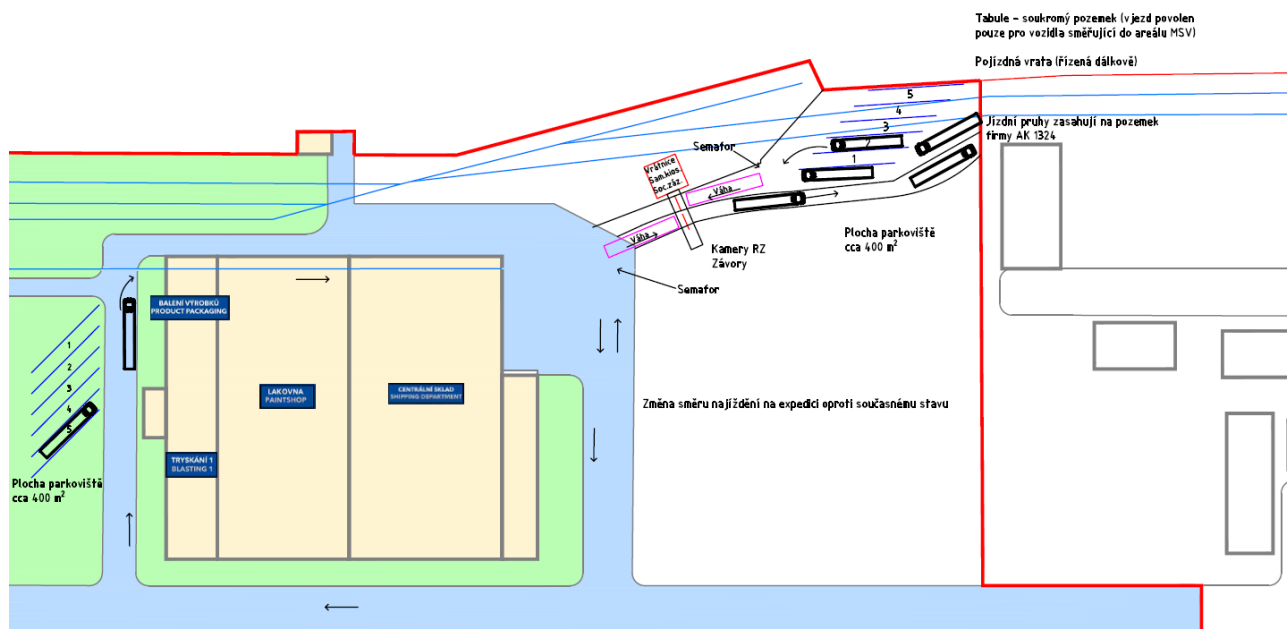 Tabule - soukromý pozemek (vjezd povolen
pouze pro vozidla směřující do areálu MSV)
Pojízdná vrata (řízená dálkově)
5
4
3
2
1
Jízdní pruhy zasahují na pozemek
firmy AK 1324
Semafor
Vrátnice
Sam.kios.
Soc.záz.
Váha
Váha
Kamery RZ
Závory
Plocha parkoviště
cca 400 m²
Semafor
BALENÍ VÝROBKŮ
PRODUCT PACKAGING
1
2
3
4
5
LAKOVNA
PAINTSHOP
CENTRÁLNÍ SKLAD
SHIPPING DEPARTMENT
Změna směru najíždění na expedici oproti současnému stavu
TRYSKÁNÍ 1
BLASTING 1
Plocha parkoviště
cca 400 m²